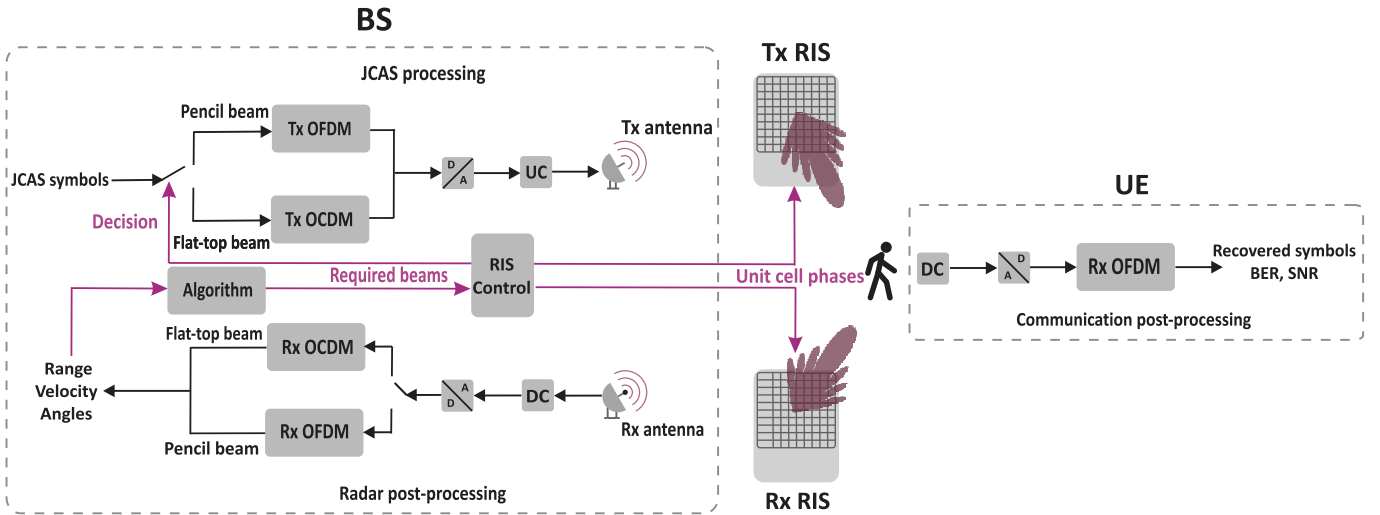 BS
JCAS processing
Pencil beam
Tx OFDM
JCAS symbols
Decision
Tx OCDM
Flat-top beam
D
A
UC
Tx antenna
Tx RIS
RIS
Control
Required beams
Algorithm
Unit cell phases
Range
Velocity
Angles
Flat-top beam
Rx OCDM
Rx OFDM
Pencil beam
A
D
DC
Rx antenna
Radar post-processing
Rx RIS
UE
DC
D
A
Rx OFDM
Recovered symbols
BER, SNR
Communication post-processing